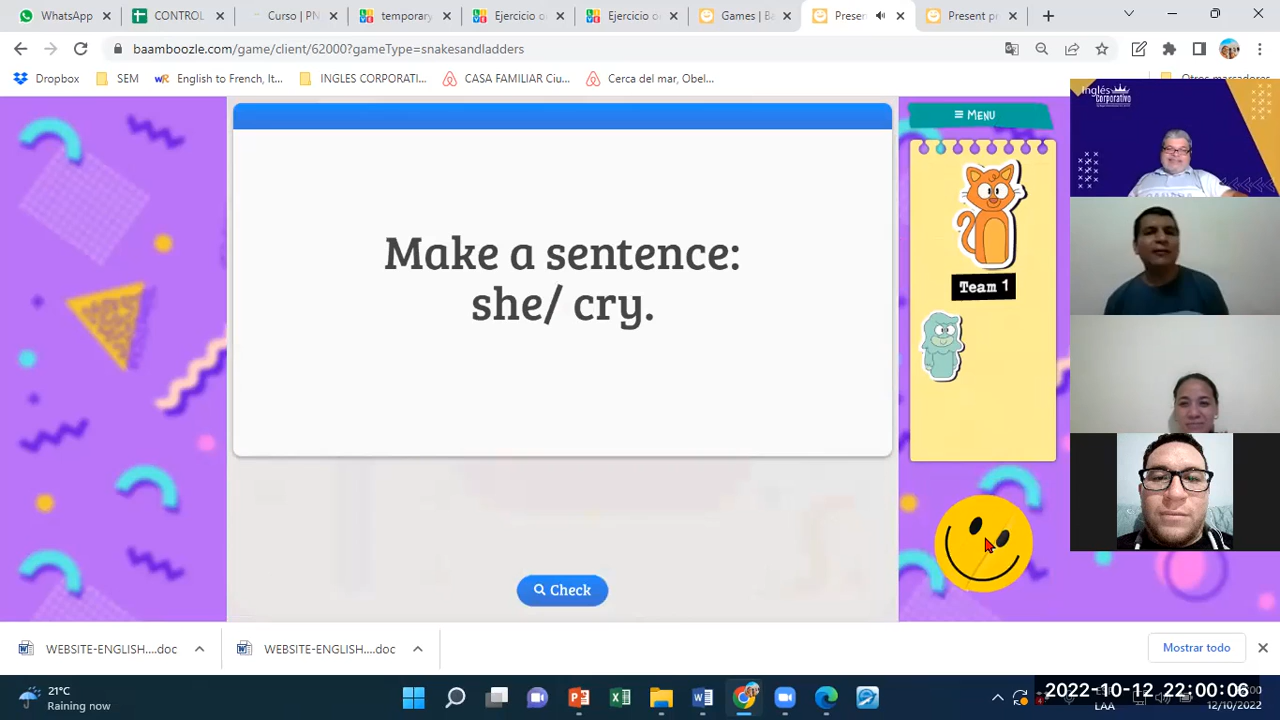 WhatsApp
CONTROL
Curso | PN
temporary
Ejercicio o
Ejercicio o
Games | Ba
Preser
Present pr
baamboozle.com/game/client/62000?gameType=snakesandladders
Dropbox
SEM
English to French, It...
INGLES CORPORATI...
CASA FAMILIAR Ciu...
Cerca del mar, Obel...
Otros marcadores
Inglés
Corporativo
MENU
Make a sentence:
she/ cry.
Team 1
Check
WEBSITE-ENGLISH....doc
WEBSITE-ENGLISH....doc
Mostrar todo
21°C
Raining now
LAA
2022-10-12 22:00:06
12/10/2022